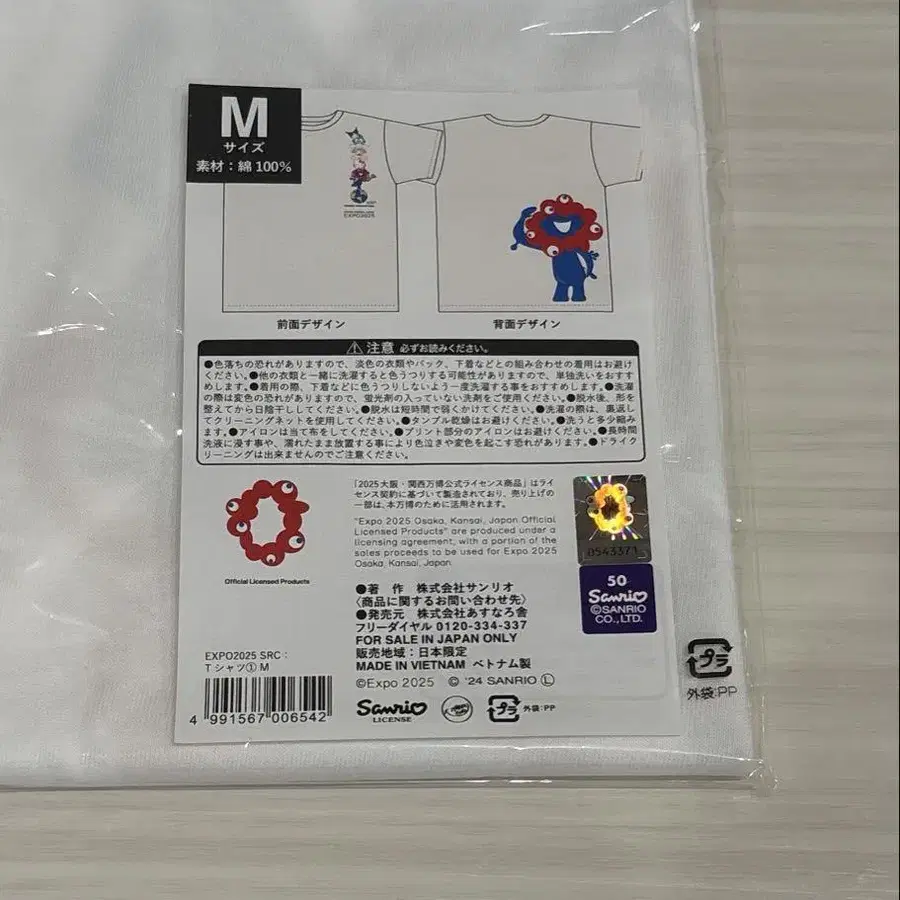 M
サイズ
素材：綿 100%
EXPO2025
前面デザイン
背面デザイン
注意 必ずお読みください。
●色落ちの恐れがありますので、淡色の衣類やバック、下着などとの組み合わせの着用はお避け
ください。●他の衣類と一緒に洗濯すると色うつりする可能性がありますので、単独洗いをおすす
めします。●着用の際、下着などに色うつりしないよう一度洗濯する事をおすすめします。●洗濯
の際は変色の恐れがありますので、蛍光剤の入っていない洗剤をご使用ください。●脱水後、形を
整えてから日陰干ししてください。●脱水は短時間で弱くかけてください。●洗濯の際は、裏返し
てクリーニングネットを使用してください。●タンブル乾燥はお避けください。●洗うと多少縮み
ます。●アイロンは当て布をしてください。●プリント部分のアイロンはお避けください。●長時間
洗液に浸す事や、濡れたまま放置する事により色泣きや変色を起こす恐れがあります。●ドライク
リーニングは出来ませんのでご注意ください。
「2025大阪・関西万博公式ライセンス商品」はライ
センス契約に基づいて製造されており、売り上げの
一部は、本万博のために活用されます。
"Expo 2025 Osaka, Kansai, Japan Official
Licensed Products" are produced under a
licensing agreement, with a portion of the
sales proceeds to be used for Expo 2025
Osaka, Kansai, Japan.
Official Licensed Products
0543371
50
Sanrio
©SANRIO
CO., LTD.
●著 作 株式会社サンリオ
〈商品に関するお問い合わせ先〉
●発売元 株式会社あすなろ舎
フリーダイヤル 0120-334-337
FOR SALE IN JAPAN ONLY
販売地域：日本限定
MADE IN VIETNAM ベトナム製
©Expo 2025 © '24 SANRIO Ⓛ
EXPO2025 SRC：
Tシャツ① M
4 991567 006542
Sanrio
LICENSE
プラ
外袋：PP
プラ
外袋：PP